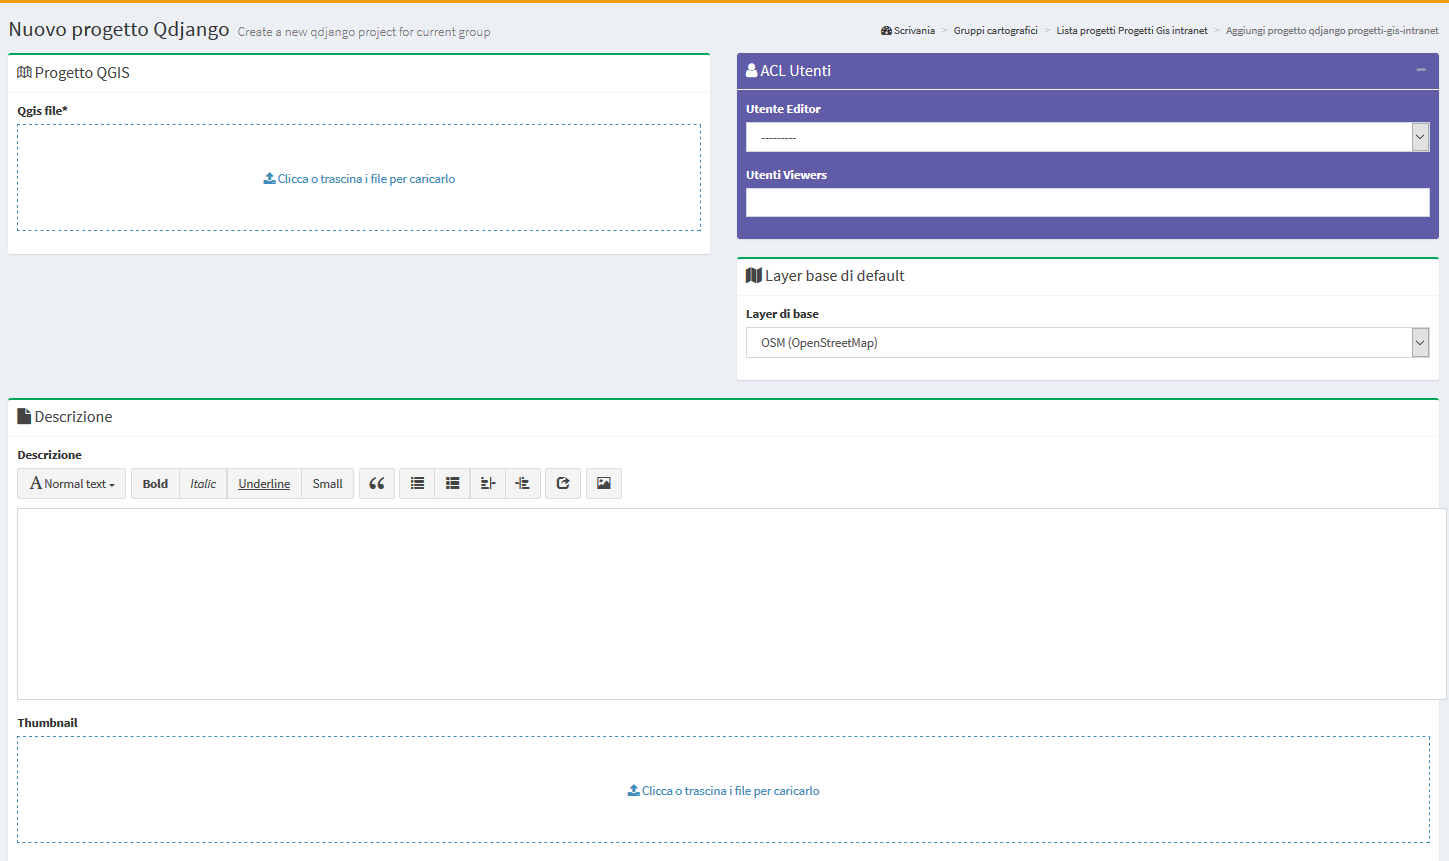 Nuovo progetto Qdjango Create a new qdjango project for current group
Scrivania > Gruppi cartografici > Lista progetti Progetti Gis intranet > Aggiungi progetto qdjango progetti-gis-intranet
Progetto QGIS
Qgis file*
Clicca o trascina i file per caricarlo
ACL Utenti
Utente Editor
---------
Utenti Viewers
Layer base di default
Layer di base
OSM (OpenStreetMap)
Descrizione
Descrizione
A Normal text Bold Italic Underline Small
Thumbnail
Clicca o trascina i file per caricarlo